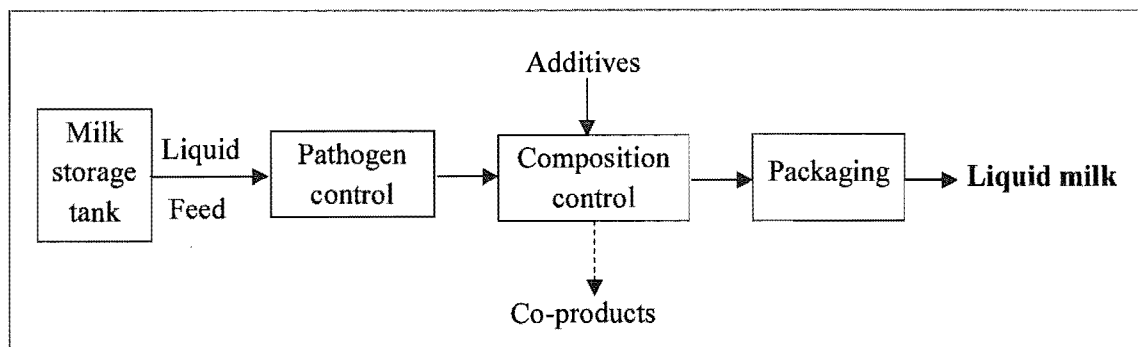 Additives
Milk
storage
tank
Liquid
Feed
Pathogen
control
Composition
control
Packaging
Liquid milk
Co-products